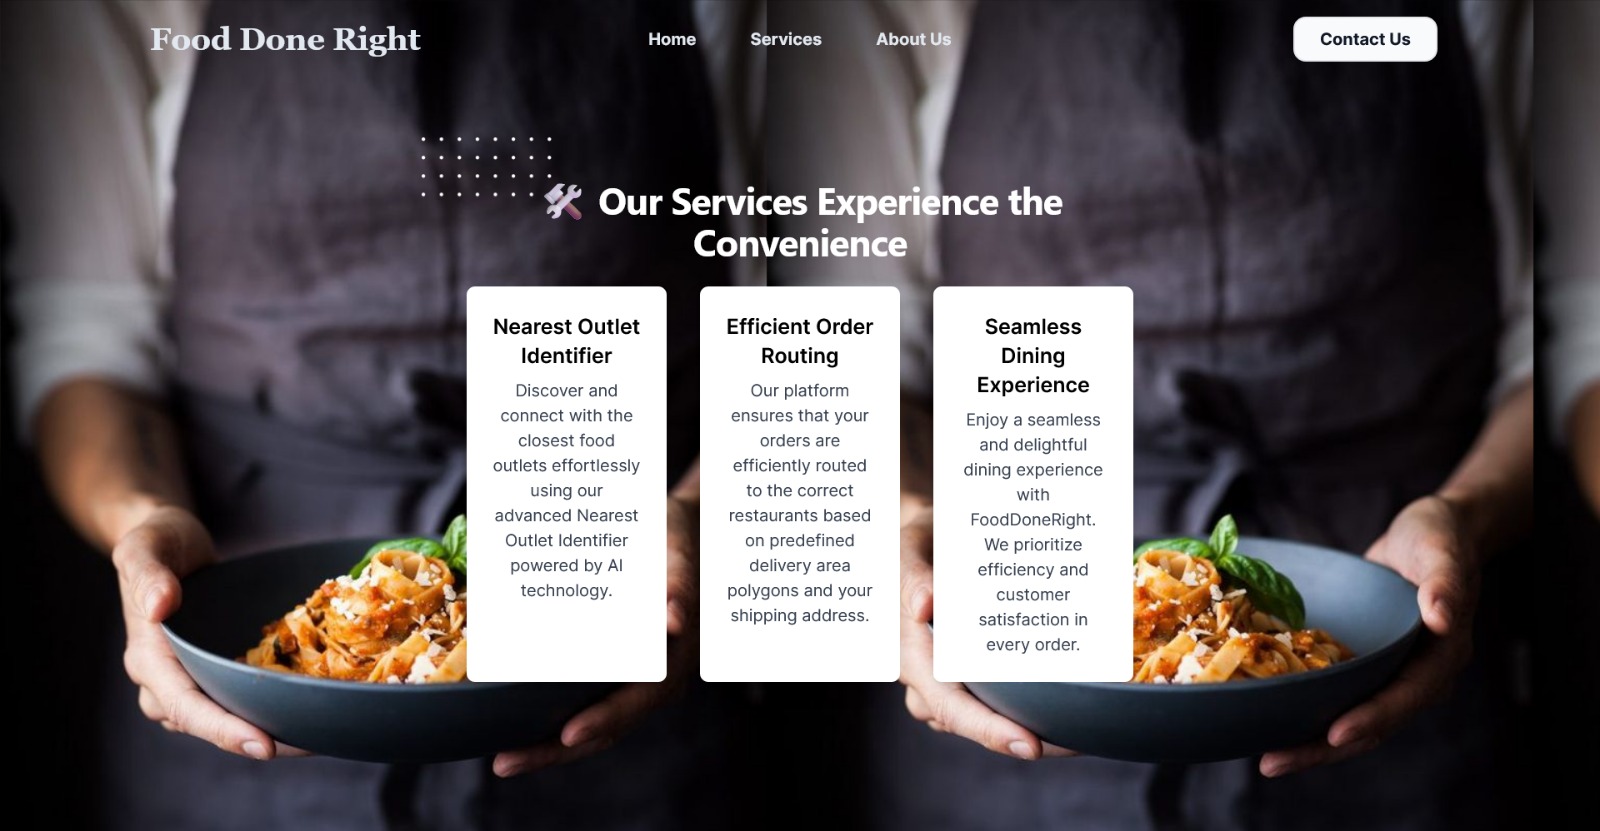 Food Done Right
Home Services About Us
Contact Us
🛠 Our Services Experience the
Convenience
Nearest Outlet
Identifier
Discover and
connect with the
closest food
outlets effortlessly
using our
advanced Nearest
Outlet Identifier
powered by AI
technology.
Efficient Order
Routing
Our platform
ensures that your
orders are
efficiently routed
to the correct
restaurants based
on predefined
delivery area
polygons and your
shipping address.
Seamless
Dining
Experience
Enjoy a seamless
and delightful
dining experience
with
FoodDoneRight.
We prioritize
efficiency and
customer
satisfaction in
every order.